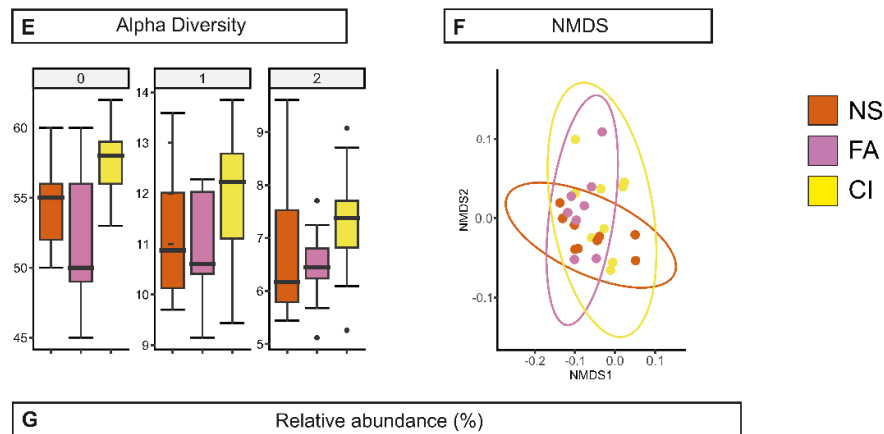 E Alpha Diversity
F NMDS
0 1 2
60
55
50
45
14
13
12
11
10
9
9
8
7
6
5
0.1
0.0
-0.1
NMDS2
-0.2 -0.1 0.0 0.1
NMDS1
NS
FA
CI
G Relative abundance (%)